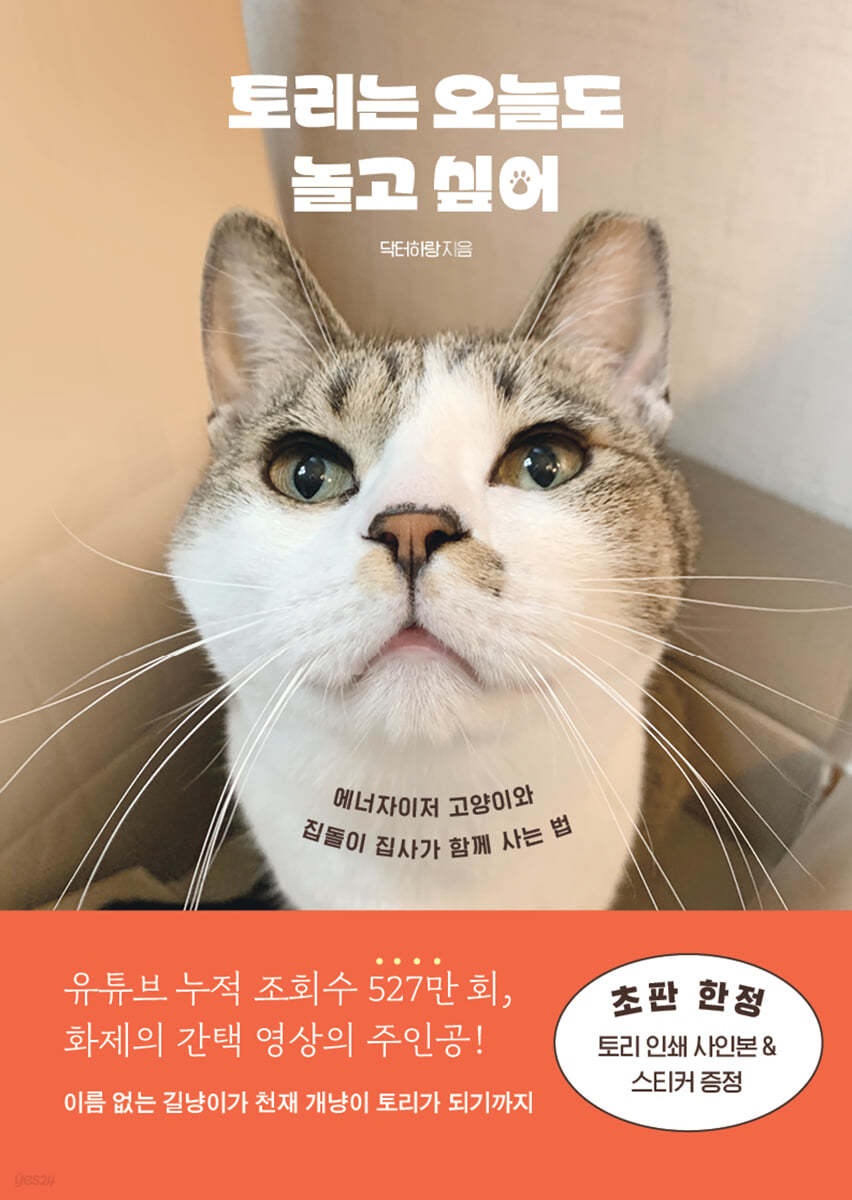 토리는 오늘도
놀고 싶어
닥터하랑 지음
에너자이저 고양이와
집돌이 집사가 함께 사는 법
유튜브 누적 조회수 527만 회,
화제의 간택 영상의 주인공!
이름 없는 길냥이가 천재 개냥이 토리가 되기까지
초판 한정
토리 인쇄 사인본 &
스티커 증정
yes24